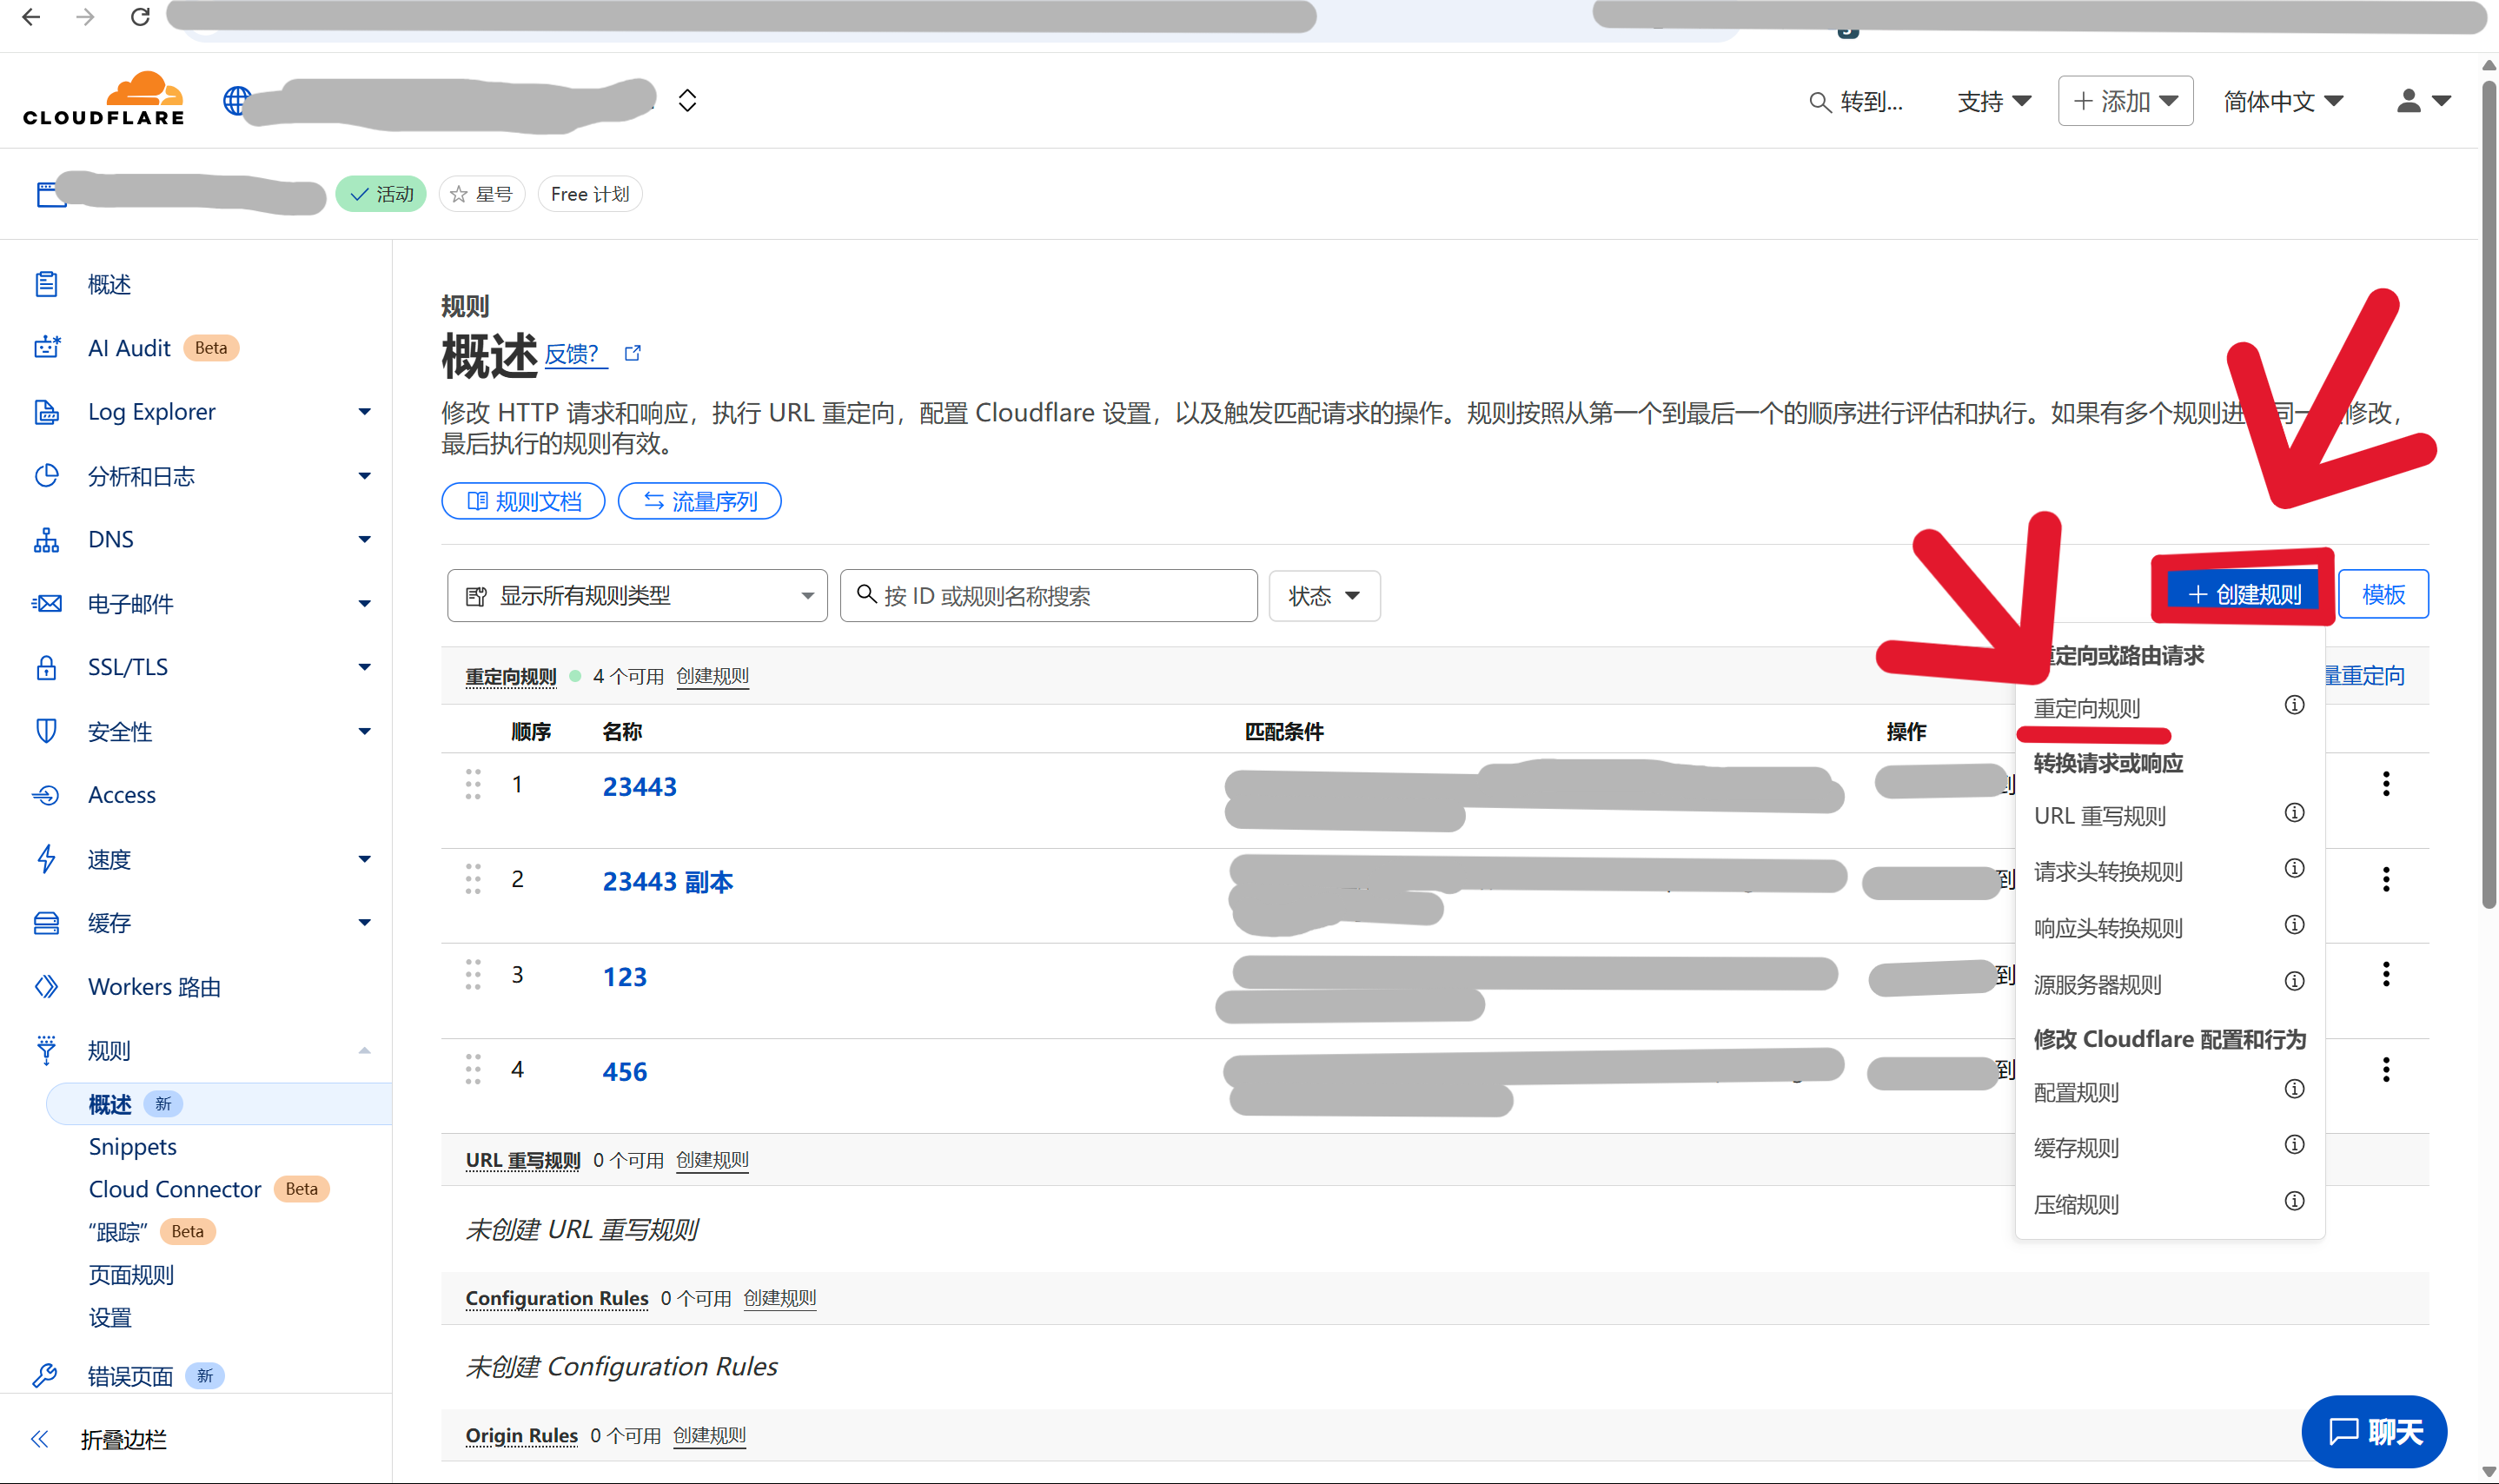 CLOUDFLARE
转到...
支持
添加
简体中文
活动
星号
Free 计划
概述
AI Audit Beta
Log Explorer
分析和日志
DNS
电子邮件
SSL/TLS
安全性
Access
速度
缓存
Workers 路由
规则
概述 新
Snippets
Cloud Connector Beta
“跟踪” Beta
页面规则
设置
错误页面 新
折叠边栏
规则
概述 反馈?
修改 HTTP 请求和响应，执行 URL 重定向，配置 Cloudflare 设置，以及触发匹配请求的操作。规则按照从第一个到最后一个的顺序进行评估和执行。如果有多个规则进 同一 修改，
最后执行的规则有效。
规则文档 流量序列
显示所有规则类型
按 ID 或规则名称搜索
状态
创建规则
模板
重定向规则 4 个可用 创建规则
量重定向
顺序 名称 匹配条件 操作
1 23443 到
2 23443 副本 到
3 123 到
4 456 到
URL 重写规则 0 个可用 创建规则
未创建 URL 重写规则
Configuration Rules 0 个可用 创建规则
未创建 Configuration Rules
Origin Rules 0 个可用 创建规则
重定向或路由请求
重定向规则
转换请求或响应
URL 重写规则
请求头转换规则
响应头转换规则
源服务器规则
修改 Cloudflare 配置和行为
配置规则
缓存规则
压缩规则
聊天